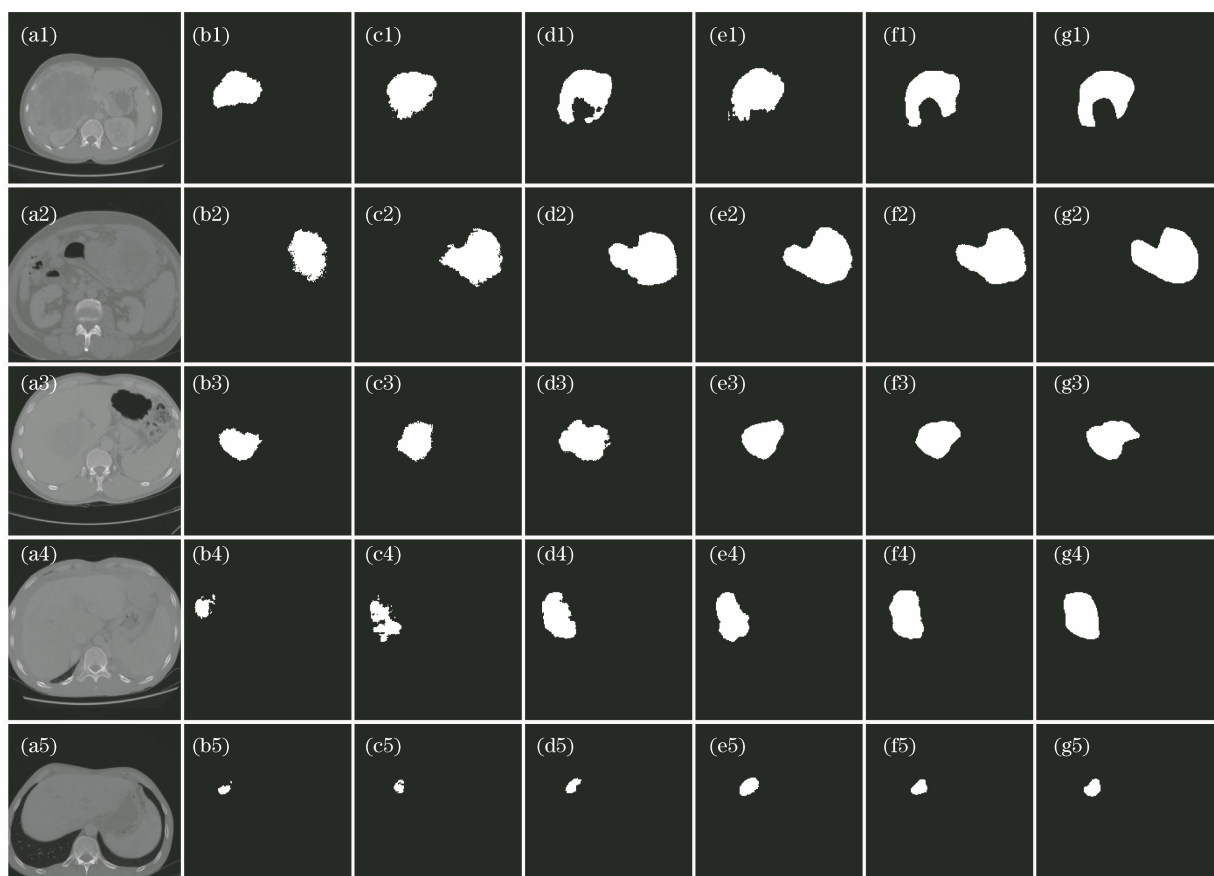 (a1) (b1) (c1) (d1) (e1) (f1) (g1)
(a2) (b2) (c2) (d2) (e2) (f2) (g2)
(a3) (b3) (c3) (d3) (e3) (f3) (g3)
(a4) (b4) (c4) (d4) (e4) (f4) (g4)
(a5) (b5) (c5) (d5) (e5) (f5) (g5)